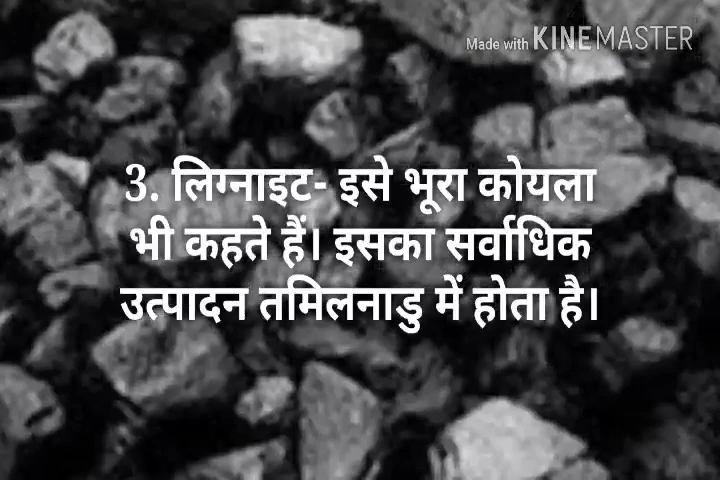 Made with KINEMASTER
3. लिग्नाइट- इसे भूरा कोयला
भी कहते हैं। इसका सर्वाधिक
उत्पादन तमिलनाडु में होता है।